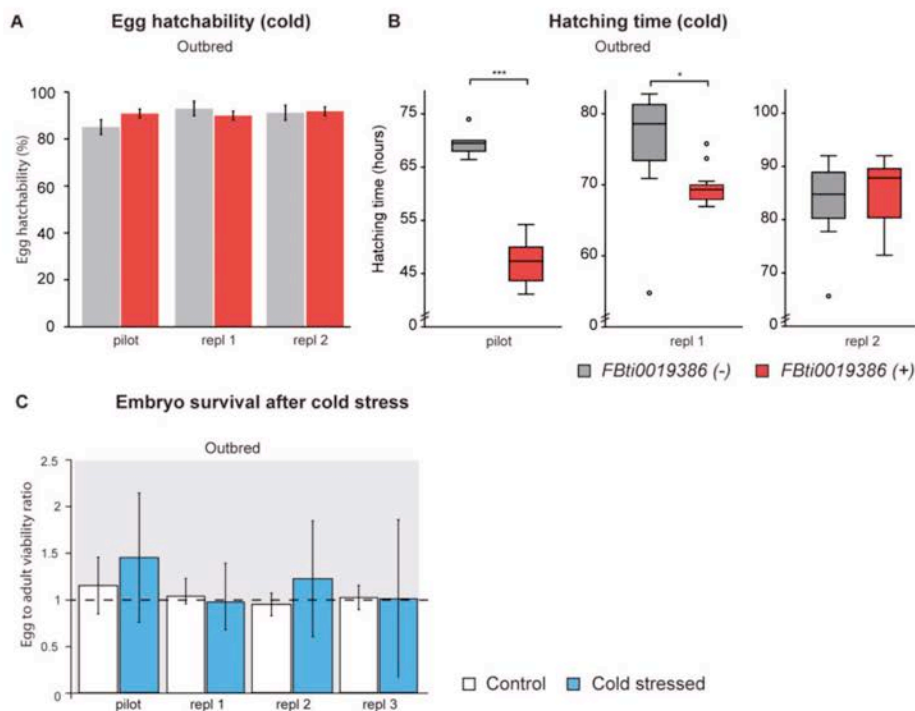 A
Egg hatchability (cold)
Outbred
Egg hatchability (%)
100
80
60
40
20
0
pilot
repl 1
repl 2
B
Hatching time (cold)
Outbred
Hatching time (hours)
***
75
65
55
45
0
pilot
*
80
70
60
0
repl 1
100
90
80
70
0
repl 2
FBti0019386 (-)
FBti0019386 (+)
C
Embryo survival after cold stress
Outbred
Egg to adult viability ratio
2.5
2
1.5
1
0.5
0
pilot
repl 1
repl 2
repl 3
Control
Cold stressed